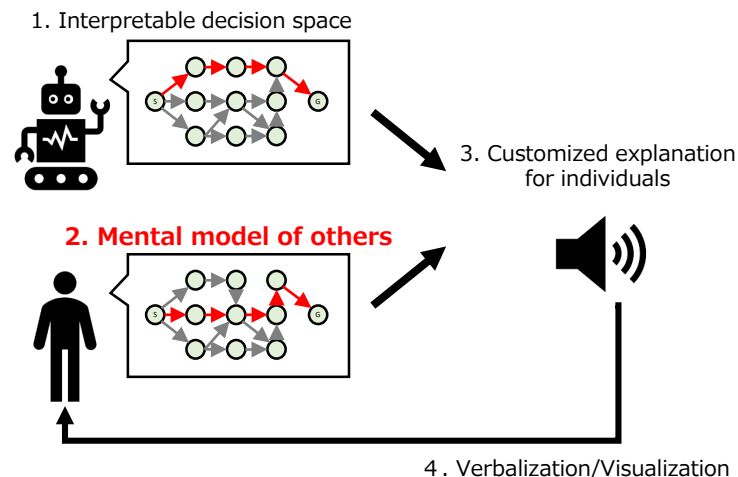 1. Interpretable decision space
S
G
3. Customized explanation
for individuals
2. Mental model of others
S
G
４. Verbalization/Visualization